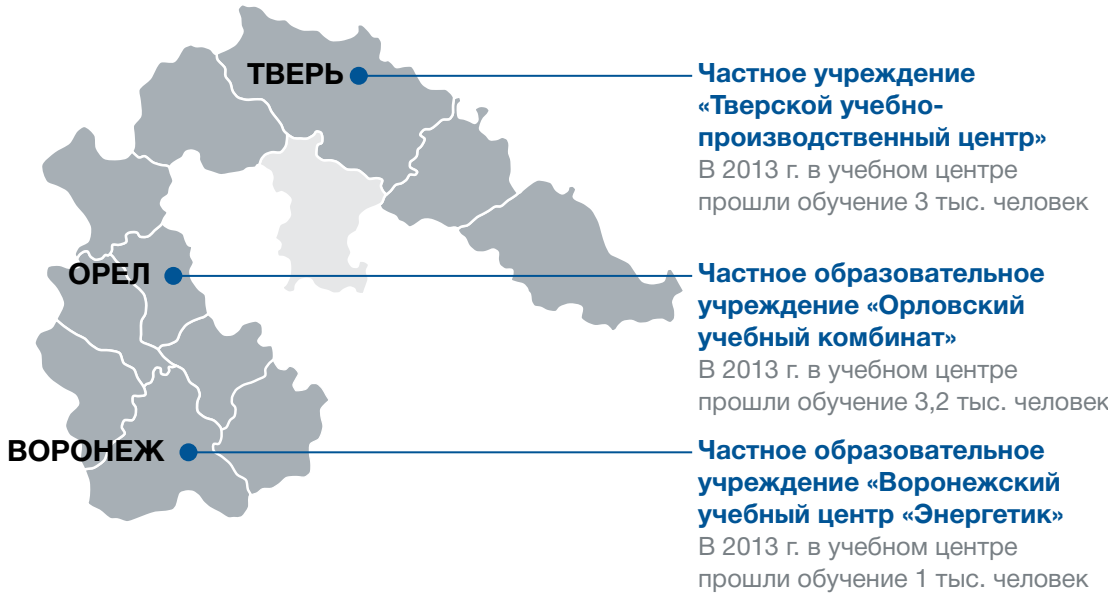 ТВЕРЬ
Частное учреждение
«Тверской учебно-
производственный центр»
В 2013 г. в учебном центре
прошли обучение 3 тыс. человек
ОРЕЛ
Частное образовательное
учреждение «Орловский
учебный комбинат»
В 2013 г. в учебном центре
прошли обучение 3,2 тыс. человек
ВОРОНЕЖ
Частное образовательное
учреждение «Воронежский
учебный центр «Энергетик»
В 2013 г. в учебном центре
прошли обучение 1 тыс. человек